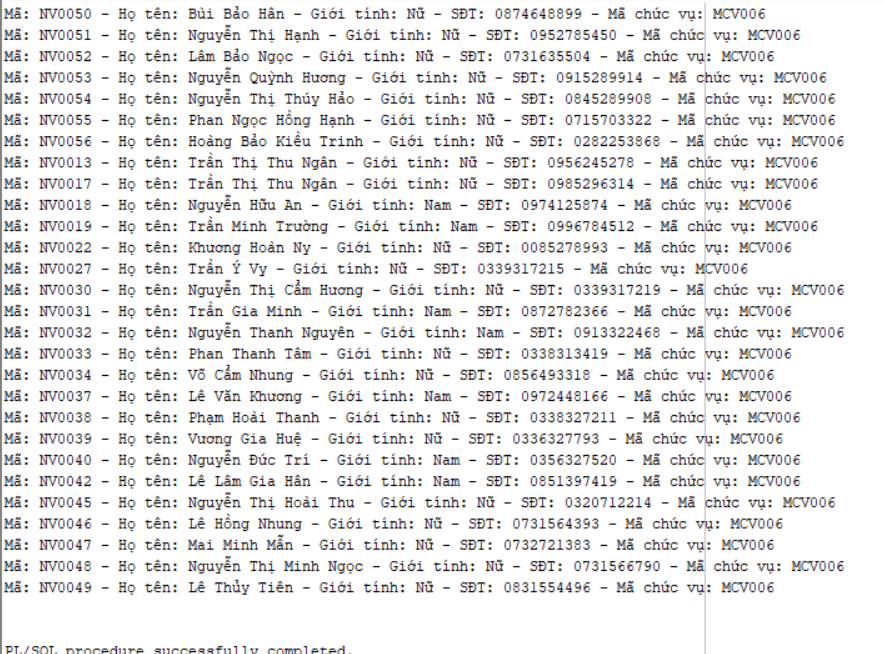 Mã: NV0050 - Họ tên: Bùi Bảo Hân - Giới tính: Nữ - SĐT: 0874648899 - Mã chức vụ: MCV006
Mã: NV0051 - Họ tên: Nguyễn Thị Hạnh - Giới tính: Nữ - SĐT: 0952785450 - Mã chức vụ: MCV006
Mã: NV0052 - Họ tên: Lâm Bảo Ngọc - Giới tính: Nữ - SĐT: 0731635504 - Mã chức vụ: MCV006
Mã: NV0053 - Họ tên: Nguyễn Quỳnh Hương - Giới tính: Nữ - SĐT: 0915289914 - Mã chức vụ: MCV006
Mã: NV0054 - Họ tên: Nguyễn Thị Thúy Hảo - Giới tính: Nữ - SĐT: 0845289908 - Mã chức vụ: MCV006
Mã: NV0055 - Họ tên: Phan Ngọc Hồng Hạnh - Giới tính: Nữ - SĐT: 0715703322 - Mã chức vụ: MCV006
Mã: NV0056 - Họ tên: Hoàng Bảo Kiều Trinh - Giới tính: Nữ - SĐT: 0282253868 - Mã chức vụ: MCV006
Mã: NV0013 - Họ tên: Trần Thị Thu Ngân - Giới tính: Nữ - SĐT: 0956245278 - Mã chức vụ: MCV006
Mã: NV0017 - Họ tên: Trần Thị Thu Ngân - Giới tính: Nữ - SĐT: 0985296314 - Mã chức vụ: MCV006
Mã: NV0018 - Họ tên: Nguyễn Hữu An - Giới tính: Nam - SĐT: 0974125874 - Mã chức vụ: MCV006
Mã: NV0019 - Họ tên: Trần Minh Trường - Giới tính: Nam - SĐT: 0996784512 - Mã chức vụ: MCV006
Mã: NV0022 - Họ tên: Khương Hoàn Ny - Giới tính: Nữ - SĐT: 0085278993 - Mã chức vụ: MCV006
Mã: NV0027 - Họ tên: Trần Ý Vy - Giới tính: Nữ - SĐT: 0339317215 - Mã chức vụ: MCV006
Mã: NV0030 - Họ tên: Nguyễn Thị Cẩm Hương - Giới tính: Nữ - SĐT: 0339317219 - Mã chức vụ: MCV006
Mã: NV0031 - Họ tên: Trần Gia Minh - Giới tính: Nam - SĐT: 0872782366 - Mã chức vụ: MCV006
Mã: NV0032 - Họ tên: Nguyễn Thanh Nguyên - Giới tính: Nam - SĐT: 0913322468 - Mã chức vụ: MCV006
Mã: NV0033 - Họ tên: Phan Thanh Tâm - Giới tính: Nữ - SĐT: 0338313419 - Mã chức vụ: MCV006
Mã: NV0034 - Họ tên: Võ Cẩm Nhung - Giới tính: Nữ - SĐT: 0856493318 - Mã chức vụ: MCV006
Mã: NV0037 - Họ tên: Lê Văn Khương - Giới tính: Nam - SĐT: 0972448166 - Mã chức vụ: MCV006
Mã: NV0038 - Họ tên: Phạm Hoài Thanh - Giới tính: Nữ - SĐT: 0338327211 - Mã chức vụ: MCV006
Mã: NV0039 - Họ tên: Vương Gia Huệ - Giới tính: Nữ - SĐT: 0336327793 - Mã chức vụ: MCV006
Mã: NV0040 - Họ tên: Nguyễn Đức Trí - Giới tính: Nam - SĐT: 0356327520 - Mã chức vụ: MCV006
Mã: NV0042 - Họ tên: Lê Lâm Gia Hân - Giới tính: Nam - SĐT: 0851397419 - Mã chức vụ: MCV006
Mã: NV0045 - Họ tên: Nguyễn Thị Hoài Thu - Giới tính: Nữ - SĐT: 0320712214 - Mã chức vụ: MCV006
Mã: NV0046 - Họ tên: Lê Hồng Nhung - Giới tính: Nữ - SĐT: 0731564393 - Mã chức vụ: MCV006
Mã: NV0047 - Họ tên: Mai Minh Mẫn - Giới tính: Nữ - SĐT: 0732721383 - Mã chức vụ: MCV006
Mã: NV0048 - Họ tên: Nguyễn Thị Minh Ngọc - Giới tính: Nữ - SĐT: 0731566790 - Mã chức vụ: MCV006
Mã: NV0049 - Họ tên: Lê Thủy Tiên - Giới tính: Nữ - SĐT: 0831554496 - Mã chức vụ: MCV006
PL/SQL procedure successfully completed.